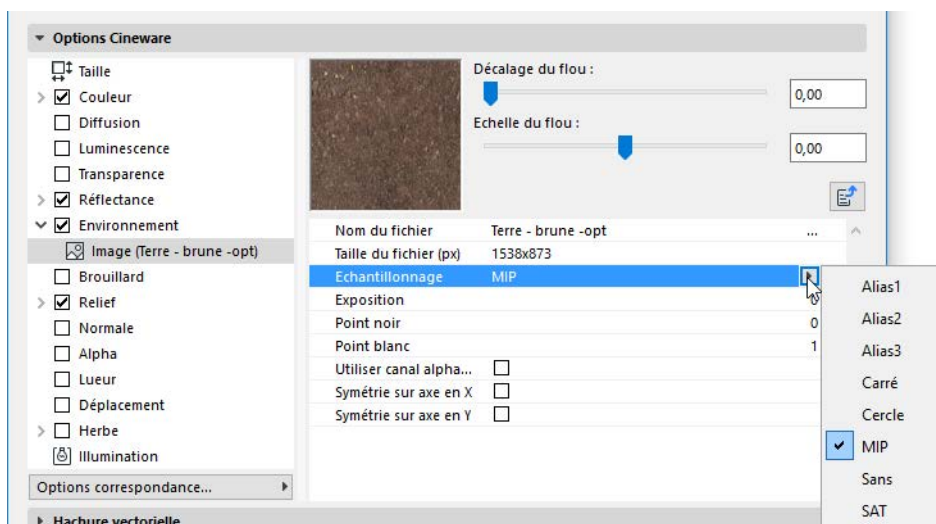 Options Cineware
Taille
Couleur
Diffusion
Luminescence
Transparence
Réflectance
Environnement
Image (Terre - brune -opt)
Brouillard
Relief
Normale
Alpha
Lueur
Déplacement
Herbe
Illumination
Options correspondance...
Décalage du flou :
0,00
Echelle du flou :
0,00
Nom du fichier Terre - brune -opt ...
Taille du fichier (px) 1538x873
Echantillonnage MIP
Exposition 0
Point noir 0
Point blanc 1
Utiliser canal alpha...
Symétrie sur axe en X
Symétrie sur axe en Y
Alias1
Alias2
Alias3
Carré
Cercle
MIP
Sans
SAT
Hachure vectorielle